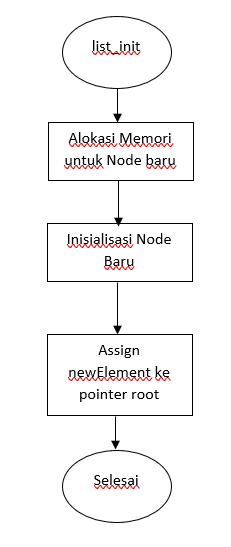 list_init
Alokasi Memori
untuk Node baru
Inisialisasi Node
Baru
Assign
newElement ke
pointer root
Selesai